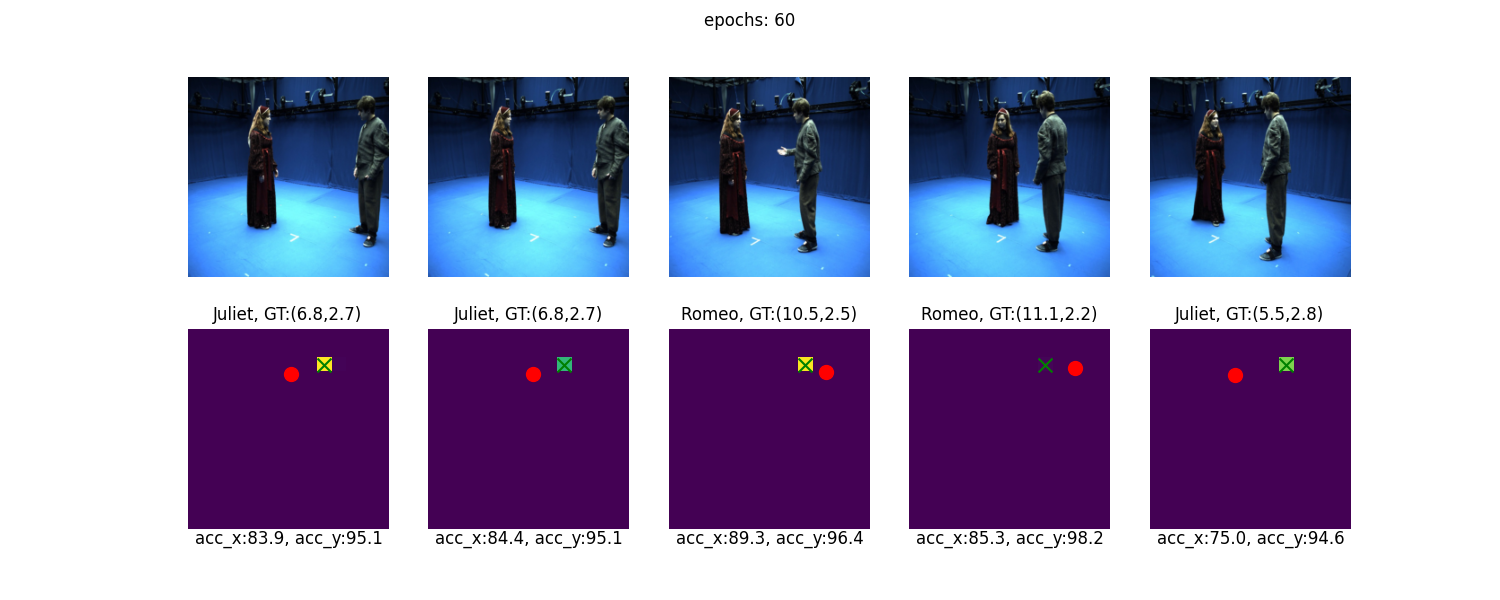 epochs: 60
Juliet, GT:(6.8,2.7)
Juliet, GT:(6.8,2.7)
Romeo, GT:(10.5,2.5)
Romeo, GT:(11.1,2.2)
Juliet, GT:(5.5,2.8)
acc_x:83.9, acc_y:95.1
acc_x:84.4, acc_y:95.1
acc_x:89.3, acc_y:96.4
acc_x:85.3, acc_y:98.2
acc_x:75.0, acc_y:94.6